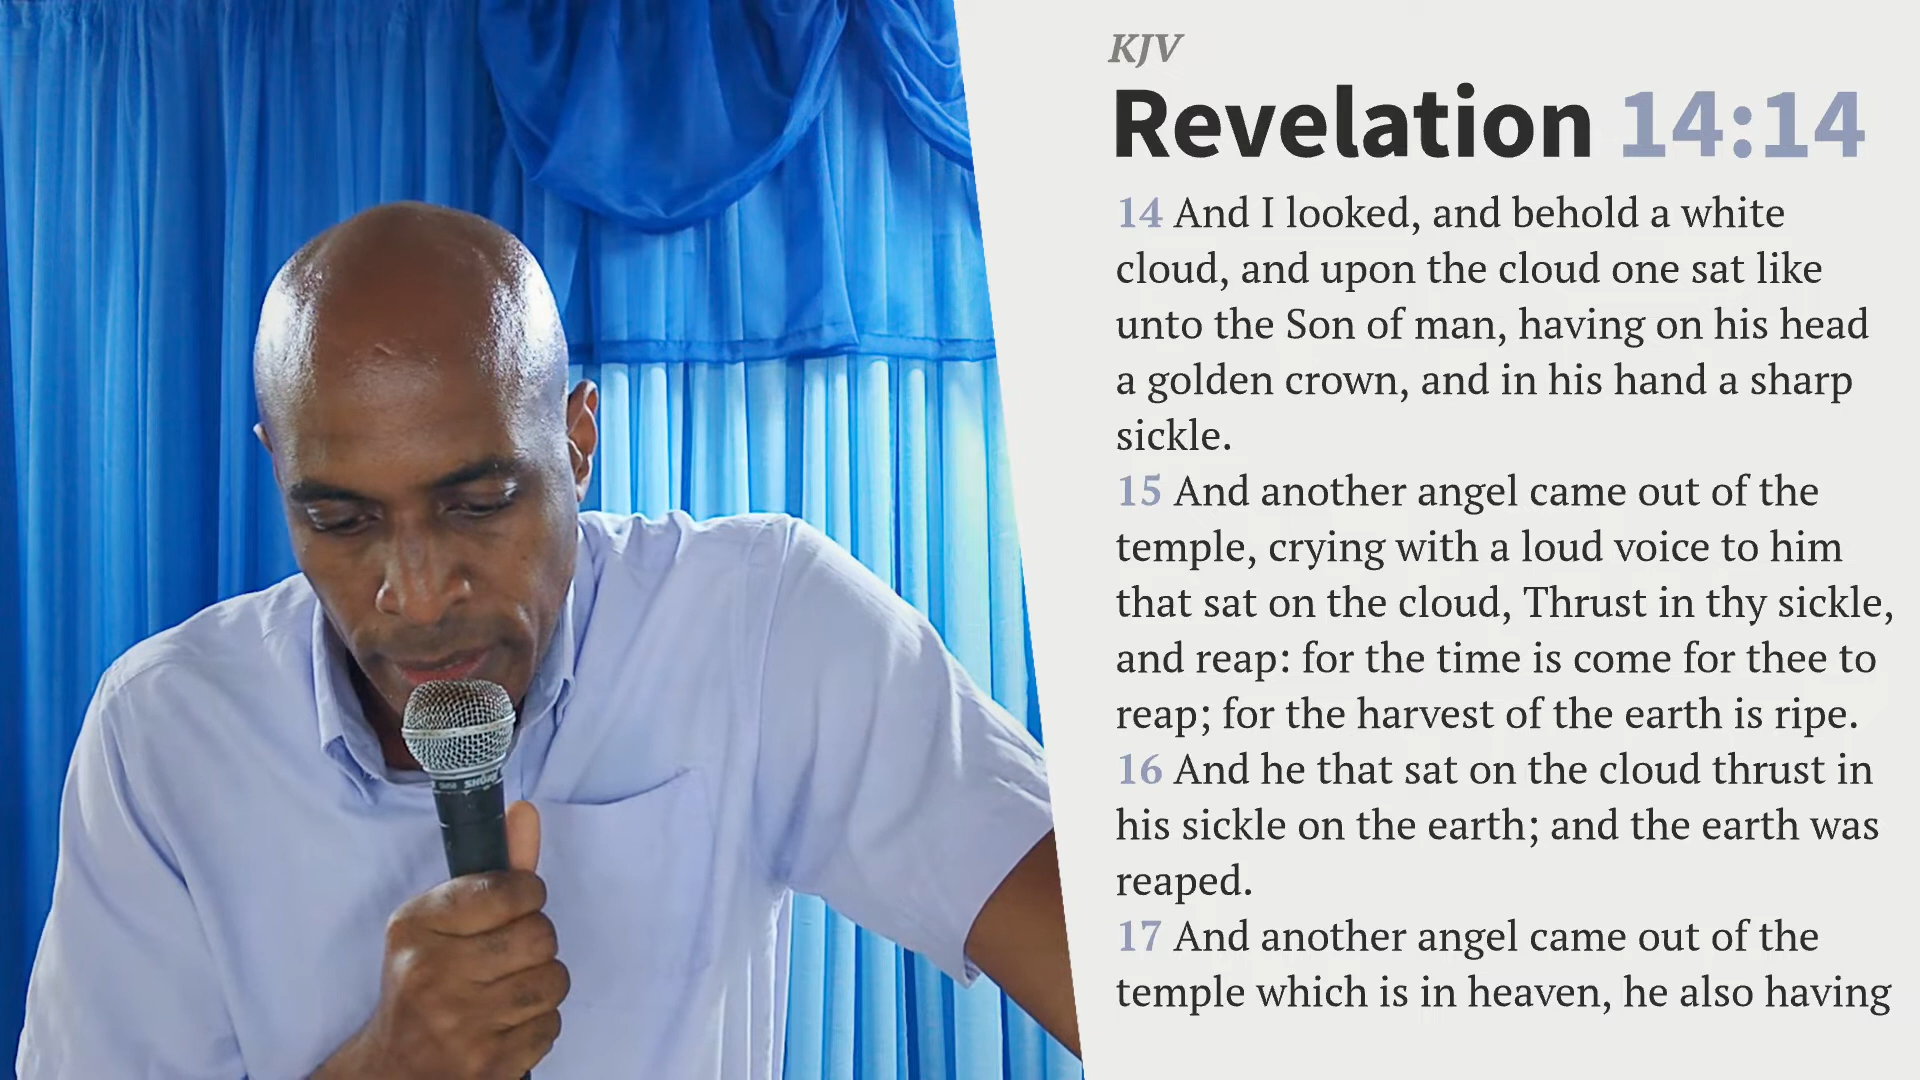 KJV
Revelation 14:14
14 And I looked, and behold a white
cloud, and upon the cloud one sat like
unto the Son of man, having on his head
a golden crown, and in his hand a sharp
sickle.
15 And another angel came out of the
temple, crying with a loud voice to him
that sat on the cloud, Thrust in thy sickle,
and reap: for the time is come for thee to
reap; for the harvest of the earth is ripe.
16 And he that sat on the cloud thrust in
his sickle on the earth; and the earth was
reaped.
17 And another angel came out of the
temple which is in heaven, he also having